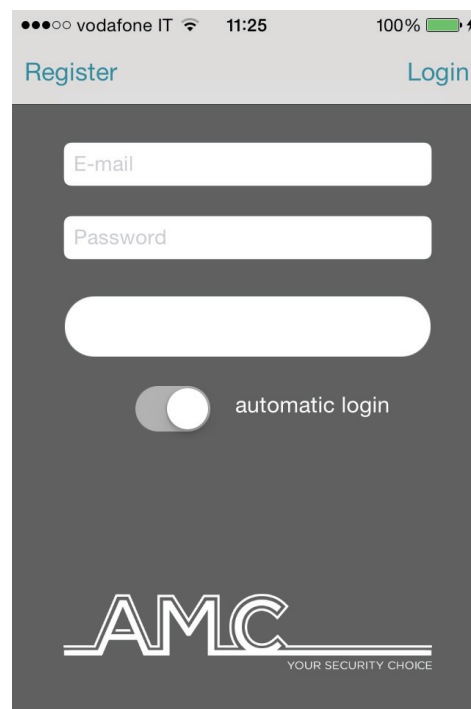 vodafone IT 11:25 100%
Register Login
E-mail
Password
automatic login
AMC
YOUR SECURITY CHOICE